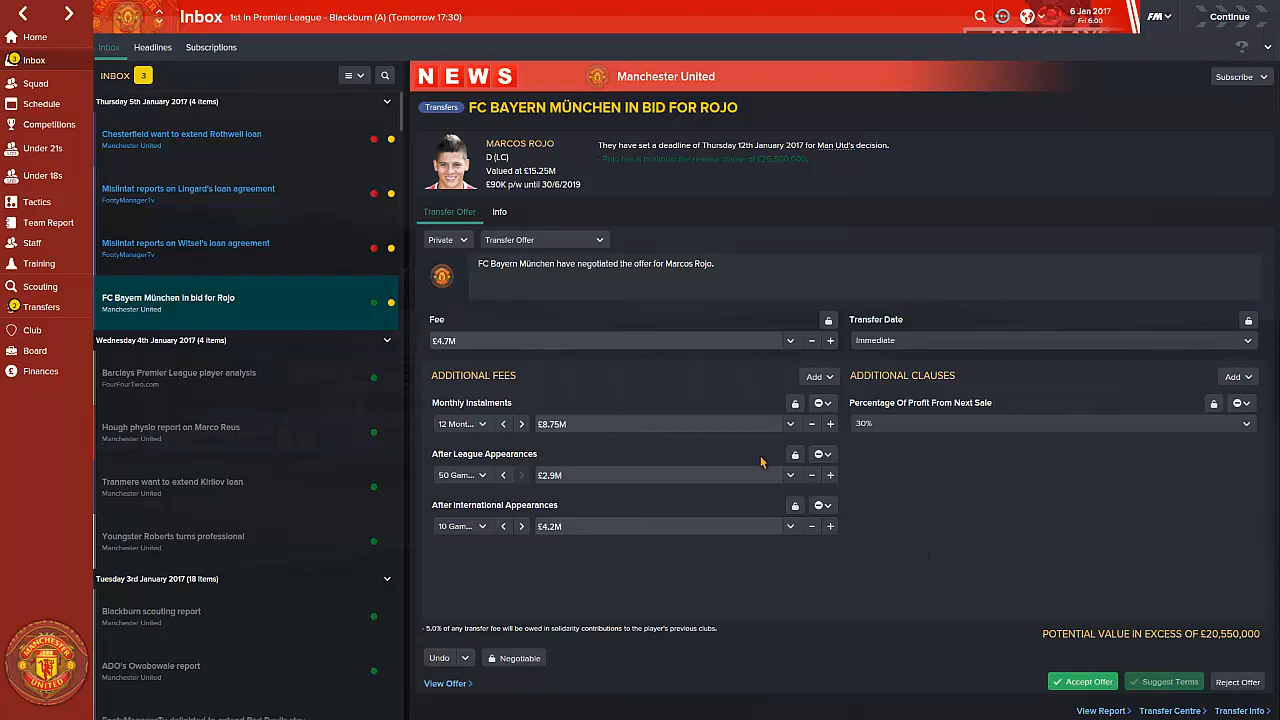 Inbox
1st in Premier League - Blackburn (A) (Tomorrow 17:30)
6 Jan 2017
Fri 6:00
FM
Continue
Home
Inbox
Squad
Schedule
Competitions
Under 21s
Under 18s
Tactics
Team Report
Staff
Training
Scouting
2
Transfers
Club
Board
Finances
Inbox
Headlines
Subscriptions
INBOX 3
Thursday 5th January 2017 (4 items)
Chesterfield want to extend Rothwell loan
Manchester United
Mislintat reports on Lingard's loan agreement
FootyManagerTv
Mislintat reports on Witsel's loan agreement
FootyManagerTv
FC Bayern München in bid for Rojo
Manchester United
Wednesday 4th January 2017 (4 items)
Barclays Premier League player analysis
FourFourTwo.com
Hough physio report on Marco Reus
Manchester United
Tranmere want to extend Kirilov loan
Manchester United
Youngster Roberts turns professional
Manchester United
Tuesday 3rd January 2017 (18 items)
Blackburn scouting report
Manchester United
ADO's Owobowale report
Manchester United
NEWS
Manchester United
Subscribe
Transfers
FC BAYERN MÜNCHEN IN BID FOR ROJO
MARCOS ROJO
D (LC)
Valued at £15.25M
£90K p/w until 30/6/2019
They have set a deadline of Thursday 12th January 2017 for Man Utd's decision.
- Rojo has a minimum fee release clause of £25,500,000.
Transfer Offer
Info
Private
Transfer Offer
FC Bayern München have negotiated the offer for Marcos Rojo.
Fee
£4.7M
Transfer Date
Immediate
ADDITIONAL FEES
Add
Monthly Instalments
12 Mont...
£8.75M
After League Appearances
50 Gam...
£2.9M
After International Appearances
10 Gam...
£4.2M
ADDITIONAL CLAUSES
Add
Percentage Of Profit From Next Sale
30%
- 5.0% of any transfer fee will be owed in solidarity contributions to the player's previous clubs.
POTENTIAL VALUE IN EXCESS OF £20,550,000
Undo
Negotiable
View Offer >
Accept Offer
Suggest Terms
Reject Offer
View Report >
Transfer Centre >
Transfer Info >